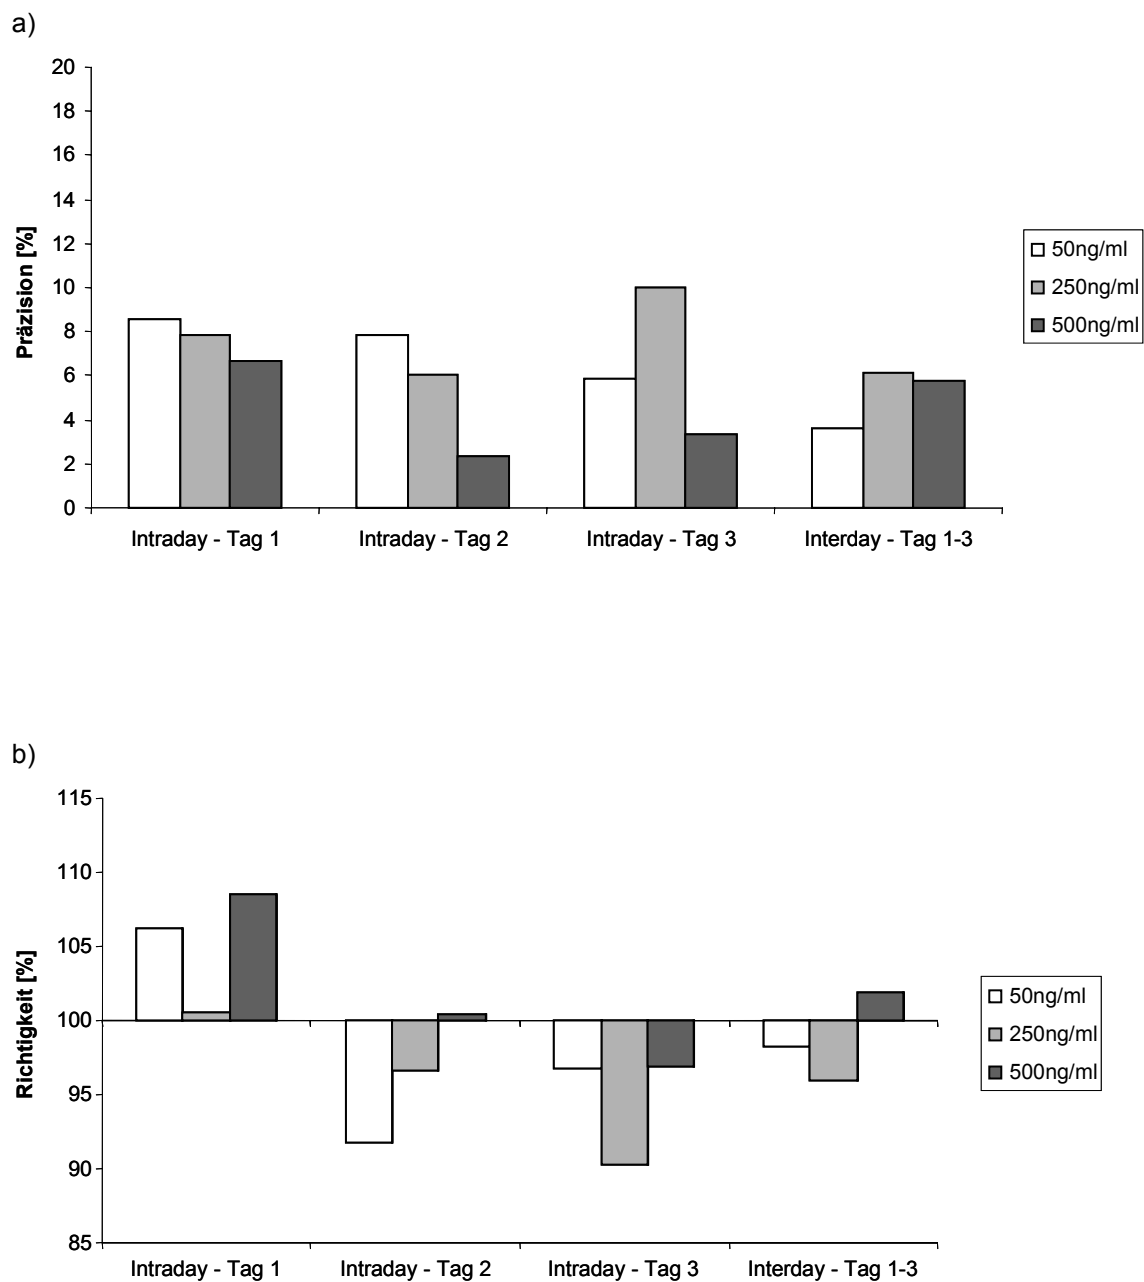 a)
20
18
16
14
12
10
8
6
4
2
0
Präzision [%]
Intraday - Tag 1
Intraday - Tag 2
Intraday - Tag 3
Interday - Tag 1-3
50ng/ml
250ng/ml
500ng/ml
b)
115
110
105
100
95
90
85
Richtigkeit [%]
Intraday - Tag 1
Intraday - Tag 2
Intraday - Tag 3
Interday - Tag 1-3
50ng/ml
250ng/ml
500ng/ml